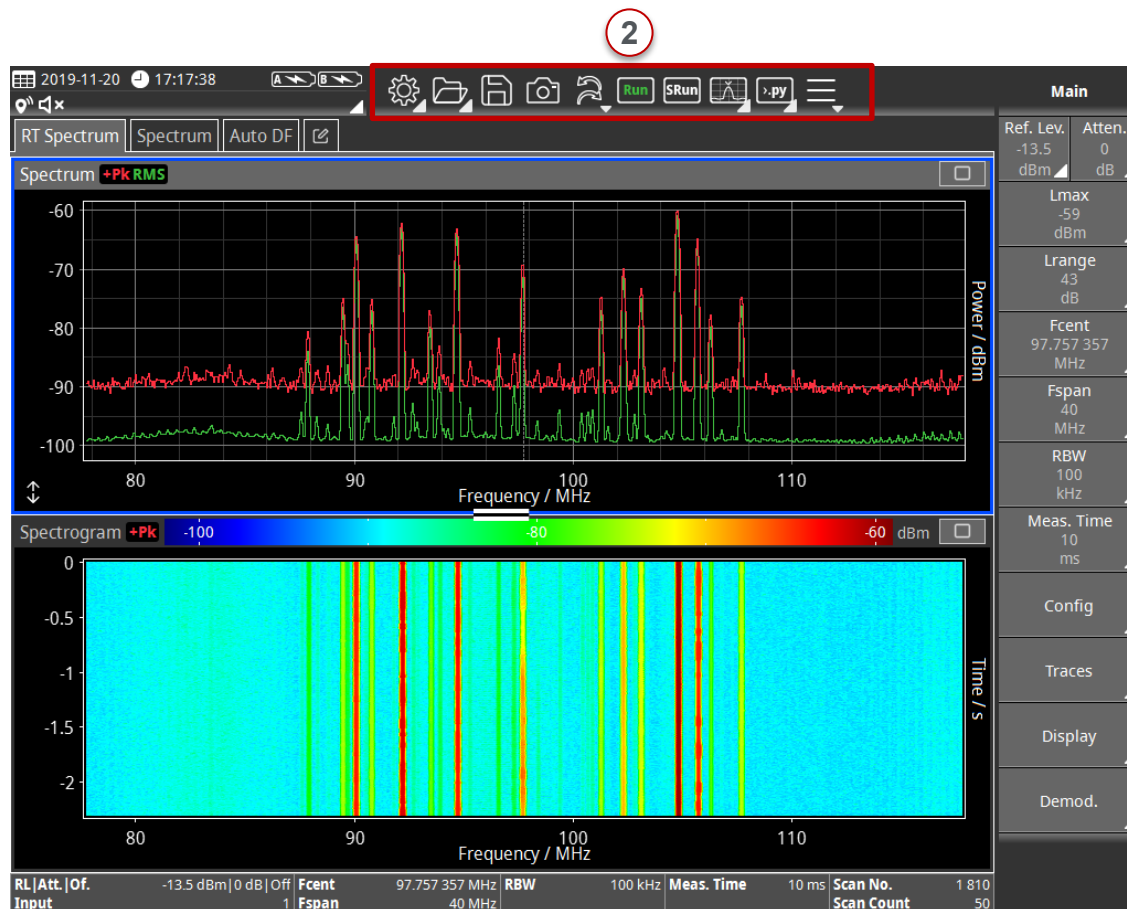 2
2019-11-20 17:17:38 A B Run SRun ›.py Main
RT Spectrum Spectrum Auto DF
Ref. Lev. Atten.
-13.5 0
dBm dB
Spectrum +Pk RMS
Lmax
-59
dBm
Lrange
43
dB
Fcent
97.757 357
MHz
Fspan
40
MHz
RBW
100
kHz
Meas. Time
10
ms
Config
Traces
Display
Demod.
-60
-70
-80
-90
-100
Power / dBm
80 90 100 110
Frequency / MHz
Spectrogram +Pk -100 -80 -60 dBm
0
-0.5
-1
-1.5
-2
Time / s
80 90 100 110
Frequency / MHz
RL|Att.|Of. -13.5 dBm|0 dB|Off Fcent 97.757 357 MHz RBW 100 kHz Meas. Time 10 ms Scan No. 1 810
Input 1 Fspan 40 MHz Scan Count 50